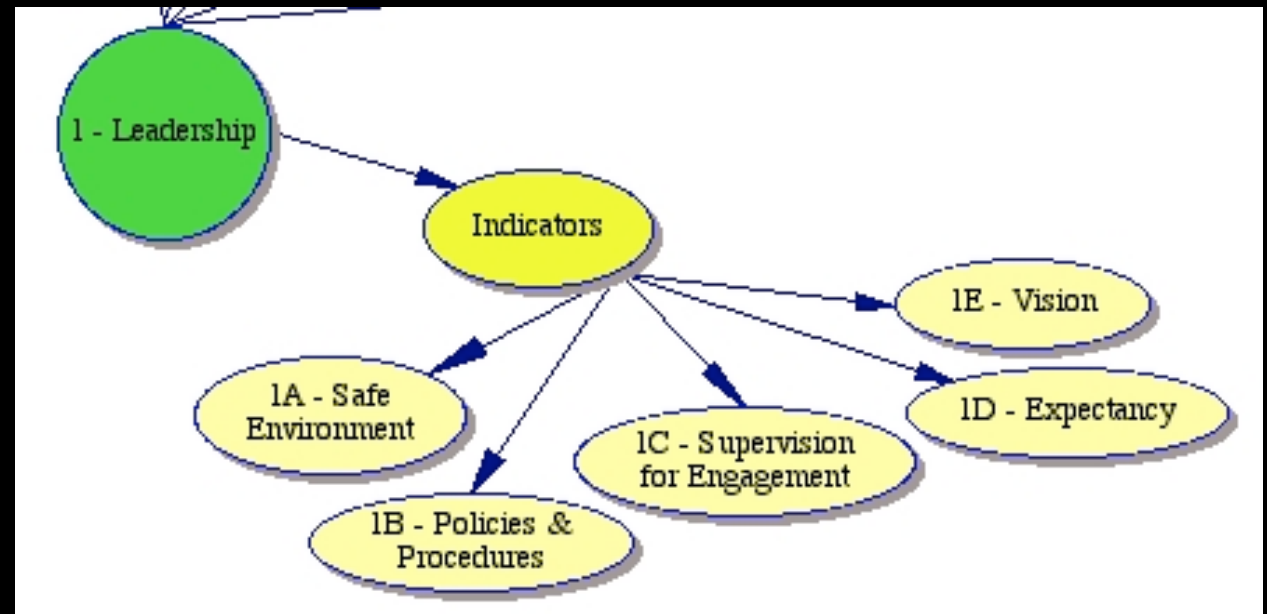 1 - Leadership
Indicators
1E - Vision
1A - Safe
Environment
1D - Expectancy
1C - Supervision
for Engagement
1B - Policies &
Procedures